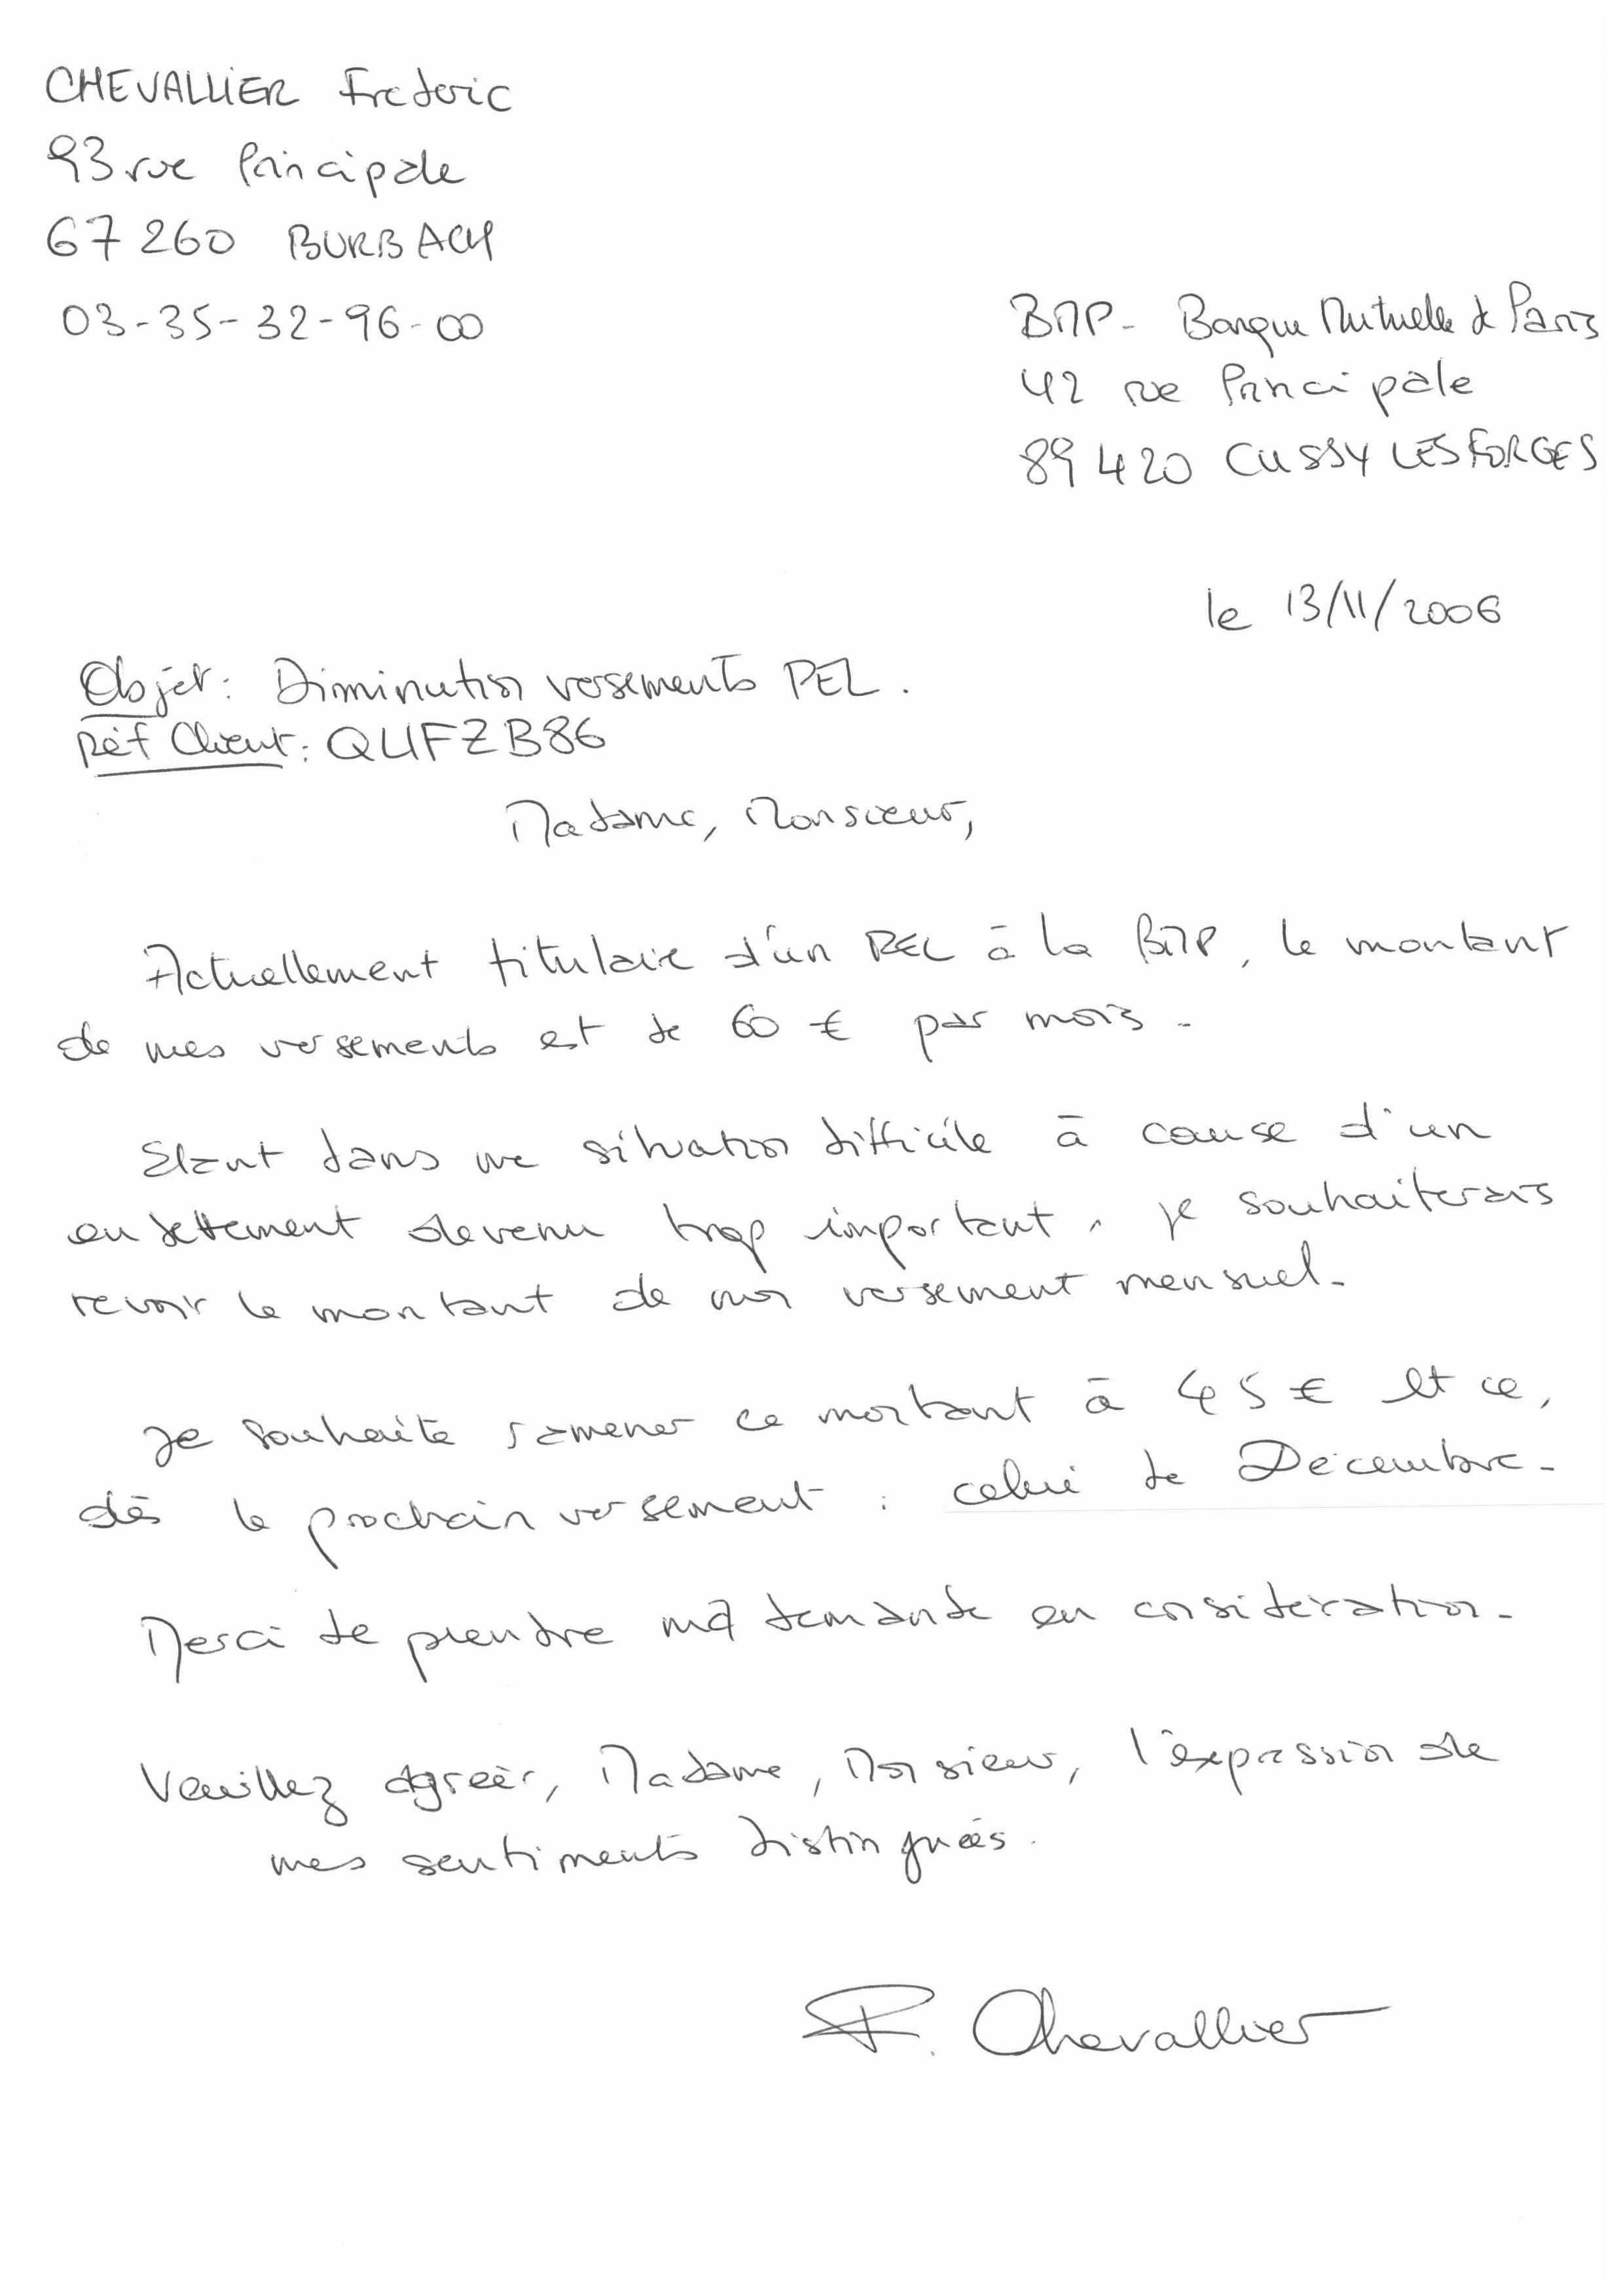 CHEVALLIER Frederic
93 rue Principale
67 260 BURBACH
03-35-32-96-00
BMP - Banque Mutuelle de Paris
42 rue Principale
89 420 CUSSY LES FORGES
le 13/11/2006
Objet : Diminution versements PEL.
Réf Client : QUFZB86
Madame, Monsieur,
Actuellement titulaire d'un PEL à la BMP, le montant
de mes versements est de 60 € par mois.
Etant dans une situation difficile à cause d'un
endettement devenu trop important, je souhaiterais
revoir le montant de mon versement mensuel.
Je souhaite ramener ce montant à 45 € et ce,
dès le prochain versement : celui de Décembre.
Merci de prendre ma demande en considération.
Veuillez agréer, Madame, Monsieur, l'expression de
mes sentiments distingués.
F. Chevallier